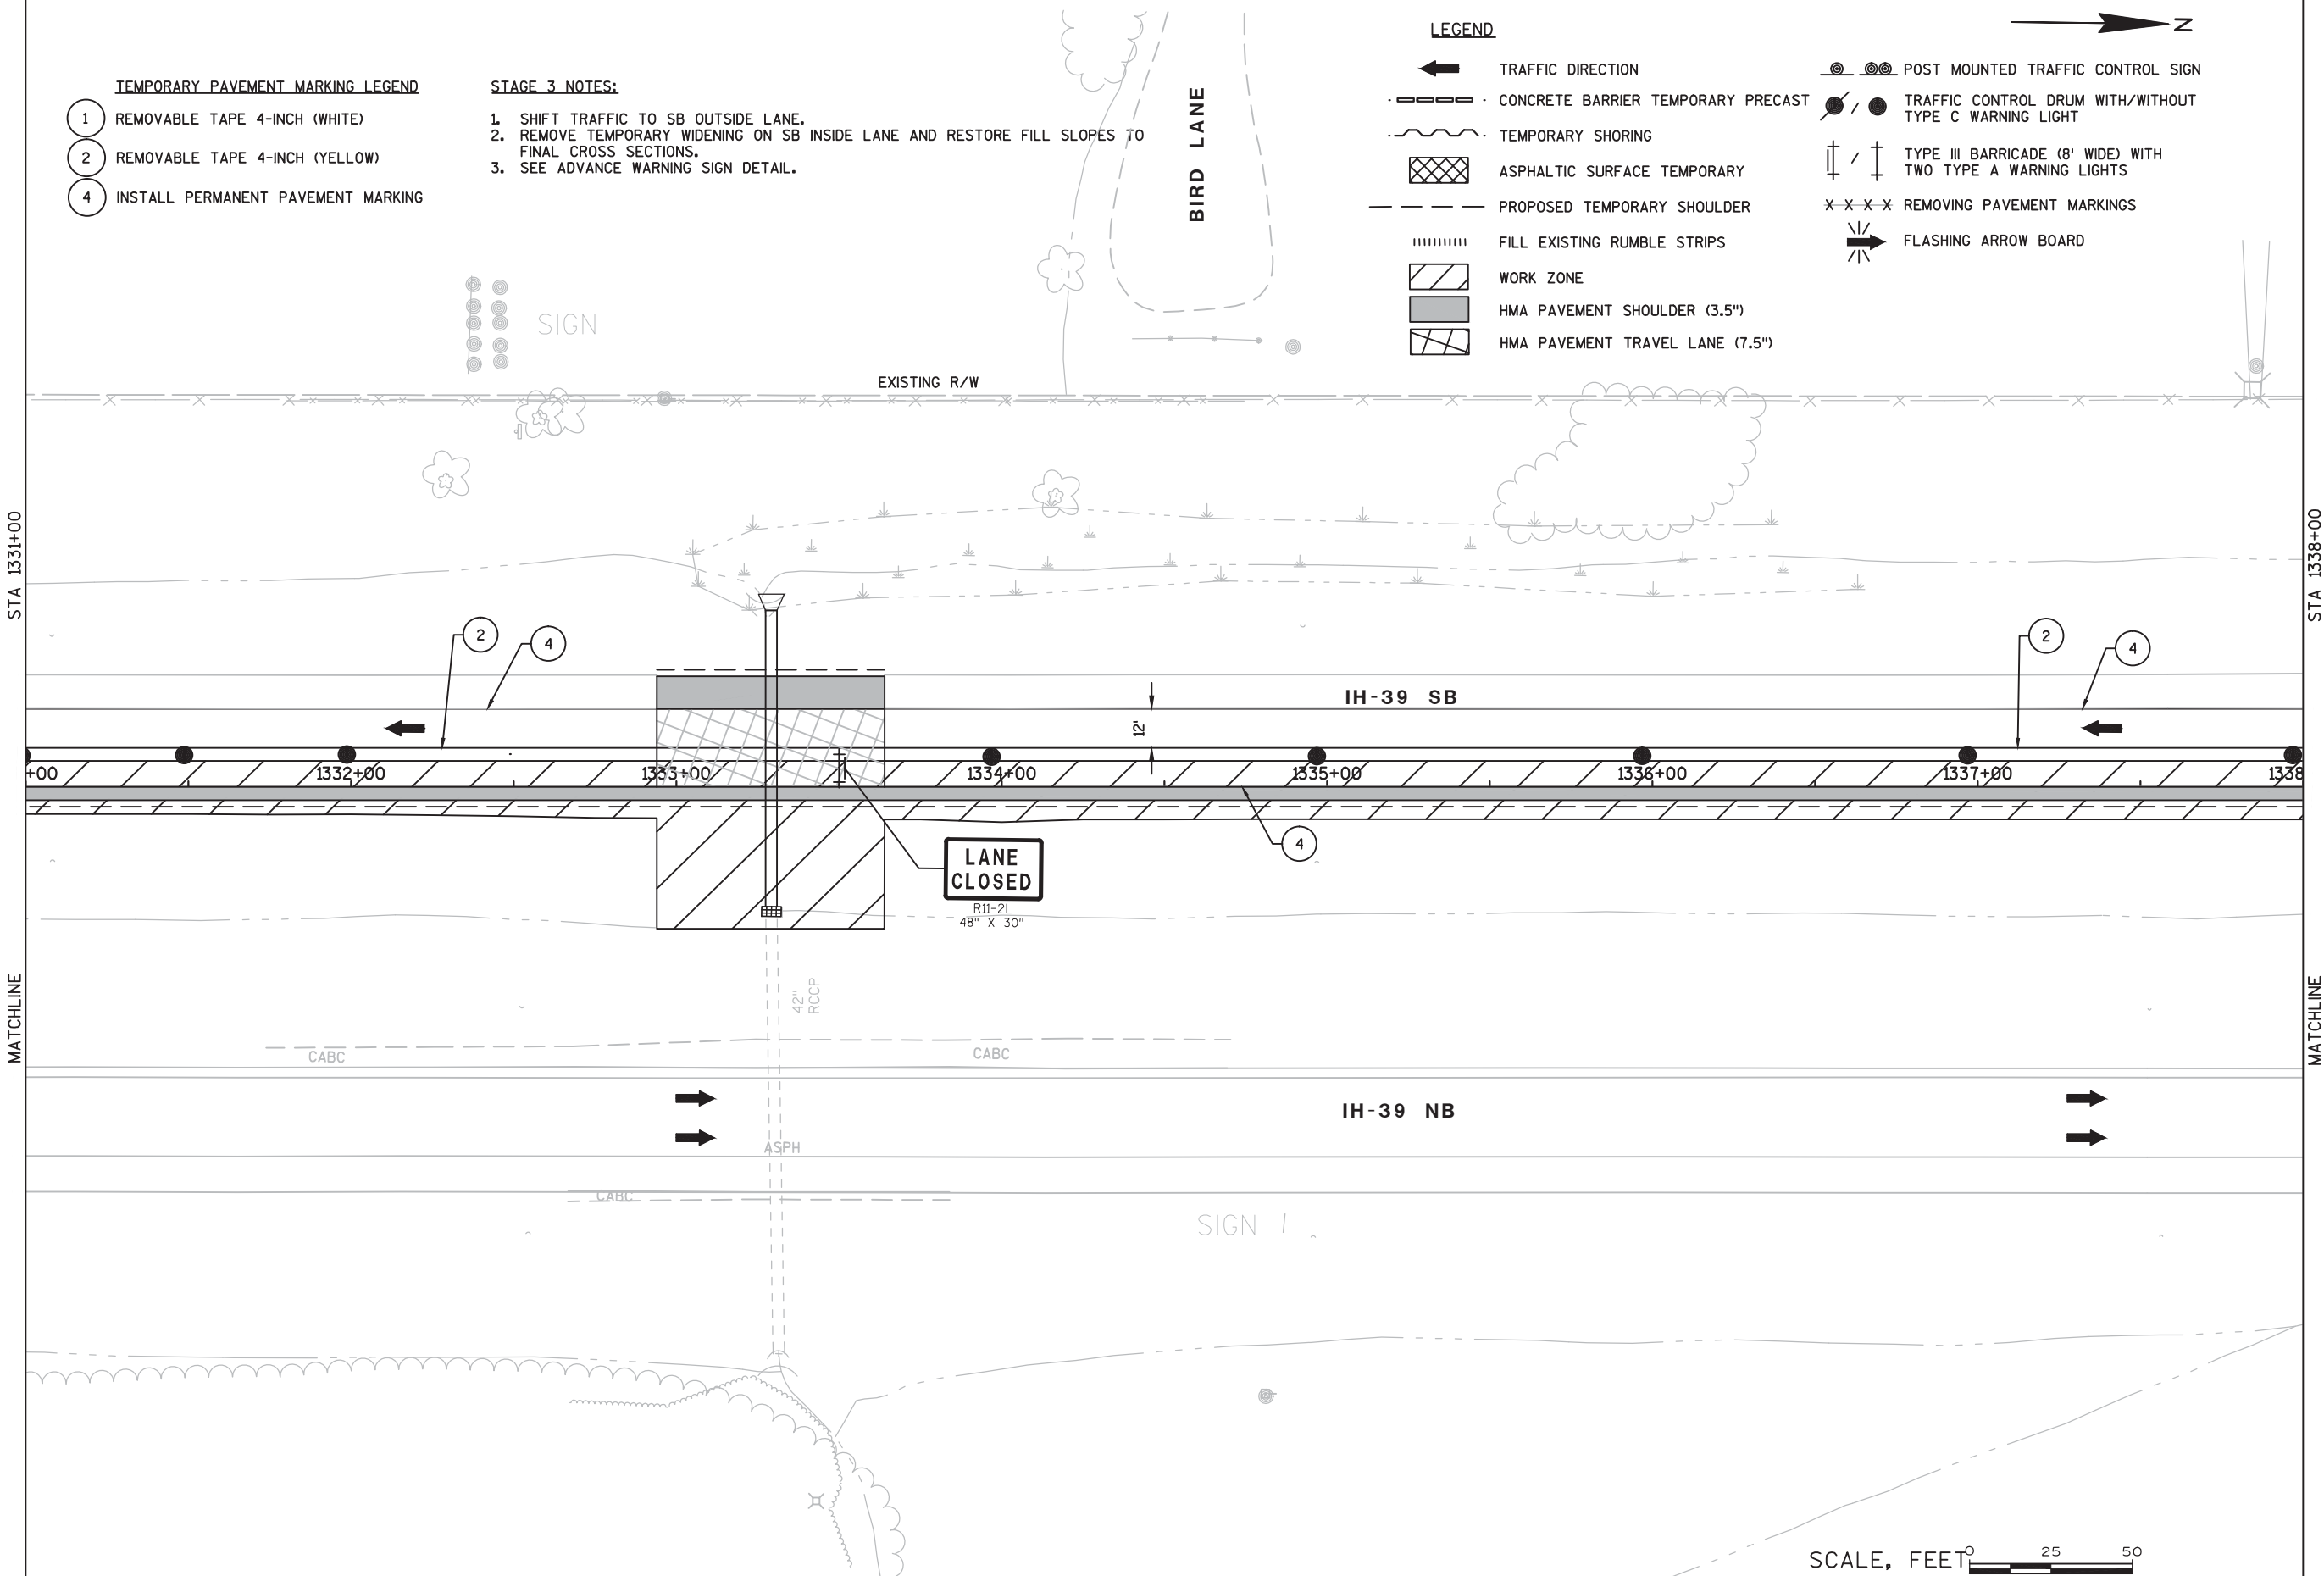 LEGEND
N
TEMPORARY PAVEMENT MARKING LEGEND
1 REMOVABLE TAPE 4-INCH (WHITE)
2 REMOVABLE TAPE 4-INCH (YELLOW)
4 INSTALL PERMANENT PAVEMENT MARKING
STAGE 3 NOTES:
1. SHIFT TRAFFIC TO SB OUTSIDE LANE.
2. REMOVE TEMPORARY WIDENING ON SB INSIDE LANE AND RESTORE FILL SLOPES TO
FINAL CROSS SECTIONS.
3. SEE ADVANCE WARNING SIGN DETAIL.
BIRD LANE
TRAFFIC DIRECTION
CONCRETE BARRIER TEMPORARY PRECAST
TEMPORARY SHORING
ASPHALTIC SURFACE TEMPORARY
PROPOSED TEMPORARY SHOULDER
FILL EXISTING RUMBLE STRIPS
WORK ZONE
HMA PAVEMENT SHOULDER (3.5")
HMA PAVEMENT TRAVEL LANE (7.5")
POST MOUNTED TRAFFIC CONTROL SIGN
/ TRAFFIC CONTROL DRUM WITH/WITHOUT
TYPE C WARNING LIGHT
/ TYPE III BARRICADE (8' WIDE) WITH
TWO TYPE A WARNING LIGHTS
X X X X REMOVING PAVEMENT MARKINGS
FLASHING ARROW BOARD
SIGN
EXISTING R/W
STA 1331+00
STA 1338+00
2
4
2
4
IH-39 SB
12'
+00
1332+00
1333+00
1334+00
1335+00
1336+00
1337+00
1338
4
LANE
CLOSED
R11-2L
48" X 30"
MATCHLINE
MATCHLINE
42"
RCCP
CABC
CABC
IH-39 NB
ASPH
CABC
SIGN
SCALE, FEET
0 25 50